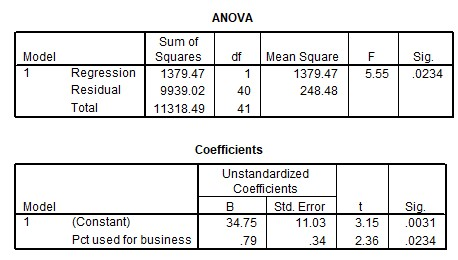 ANOVA
Model Sum of Squares df Mean Square F Sig.
1 Regression 1379.47 1 1379.47 5.55 .0234
Residual 9939.02 40 248.48
Total 11318.49 41
Coefficients
Unstandardized Coefficients
Model B Std. Error t Sig.
1 (Constant) 34.75 11.03 3.15 .0031
Pct used for business .79 .34 2.36 .0234